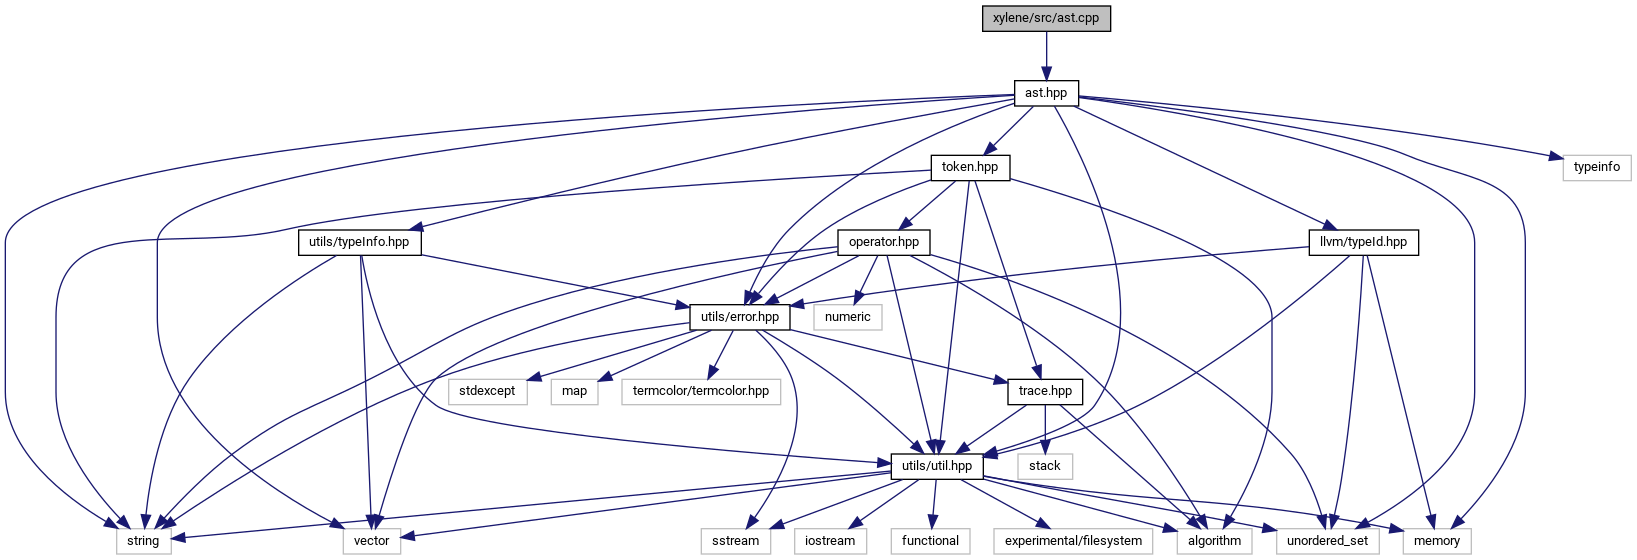 xylene/src/ast.cpp
ast.hpp
token.hpp
typeinfo
utils/typeInfo.hpp
operator.hpp
llvm/typeId.hpp
utils/error.hpp
numeric
stdexcept
map
termcolor/termcolor.hpp
trace.hpp
utils/util.hpp
stack
string
vector
sstream
iostream
functional
experimental/filesystem
algorithm
unordered_set
memory